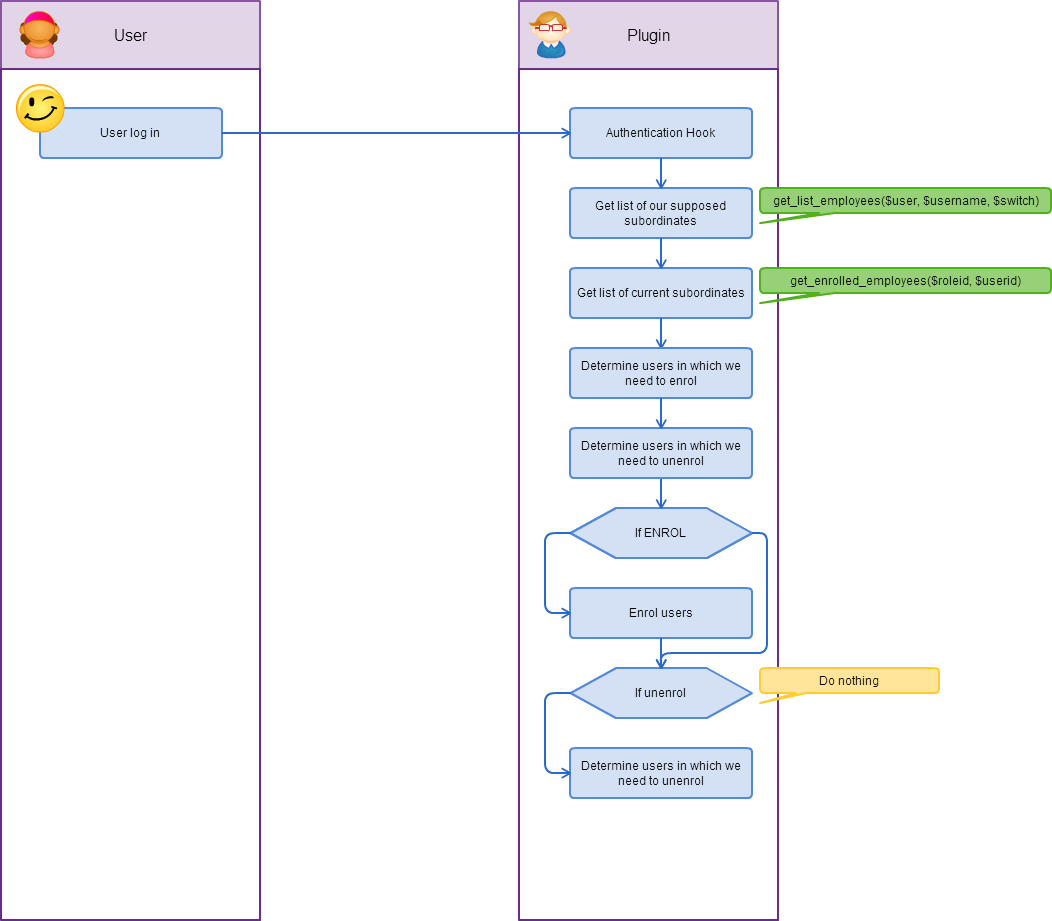 User
Plugin
User log in
Authentication Hook
Get list of our supposed
subordinates
get_list_employees($user, $username, $switch)
Get list of current subordinates
get_enrolled_employees($roleid, $userid)
Determine users in which we
need to enrol
Determine users in which we
need to unenrol
If ENROL
Enrol users
If unenrol
Do nothing
Determine users in which we
need to unenrol